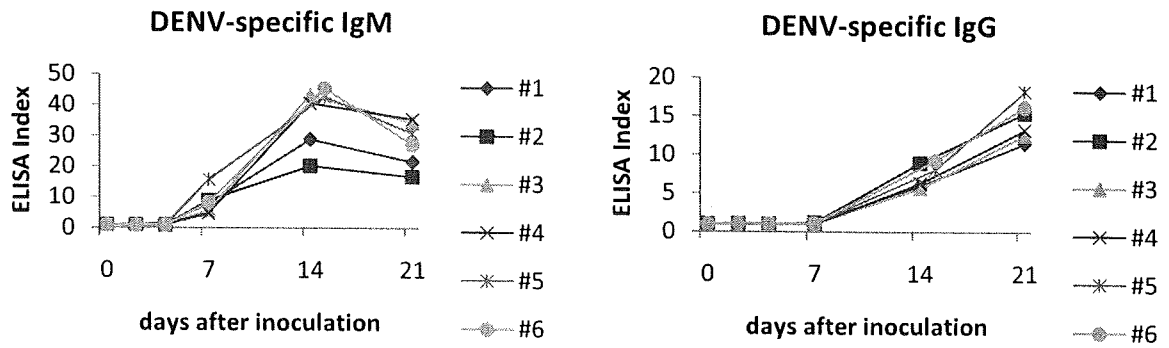 DENV-specific IgM
ELISA Index
50
40
30
20
10
0
0 7 14 21
days after inoculation
#1
#2
#3
#4
#5
#6
DENV-specific IgG
ELISA Index
20
15
10
5
0
0 7 14 21
days after inoculation
#1
#2
#3
#4
#5
#6